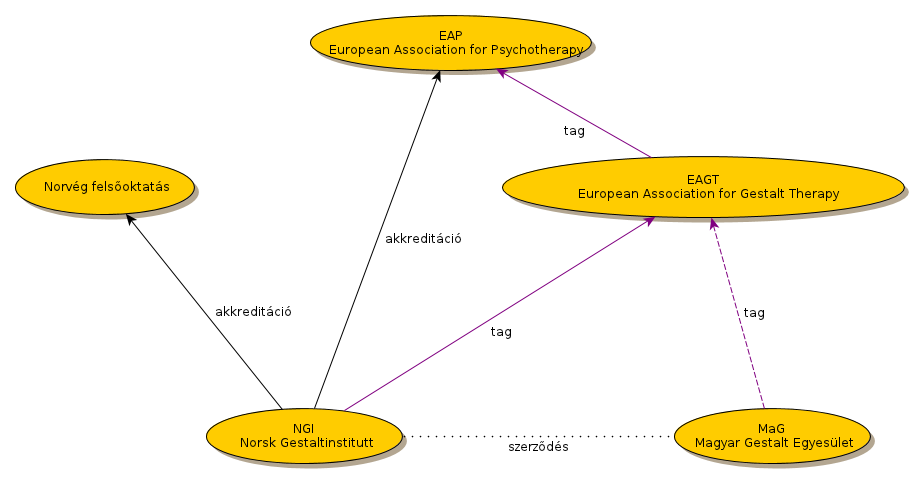 EAP
European Association for Psychotherapy
tag
Norvég felsőoktatás
EAGT
European Association for Gestalt Therapy
akkreditáció
akkreditáció
tag
tag
NGI
Norsk Gestaltinstitutt
szerződés
MaG
Magyar Gestalt Egyesület